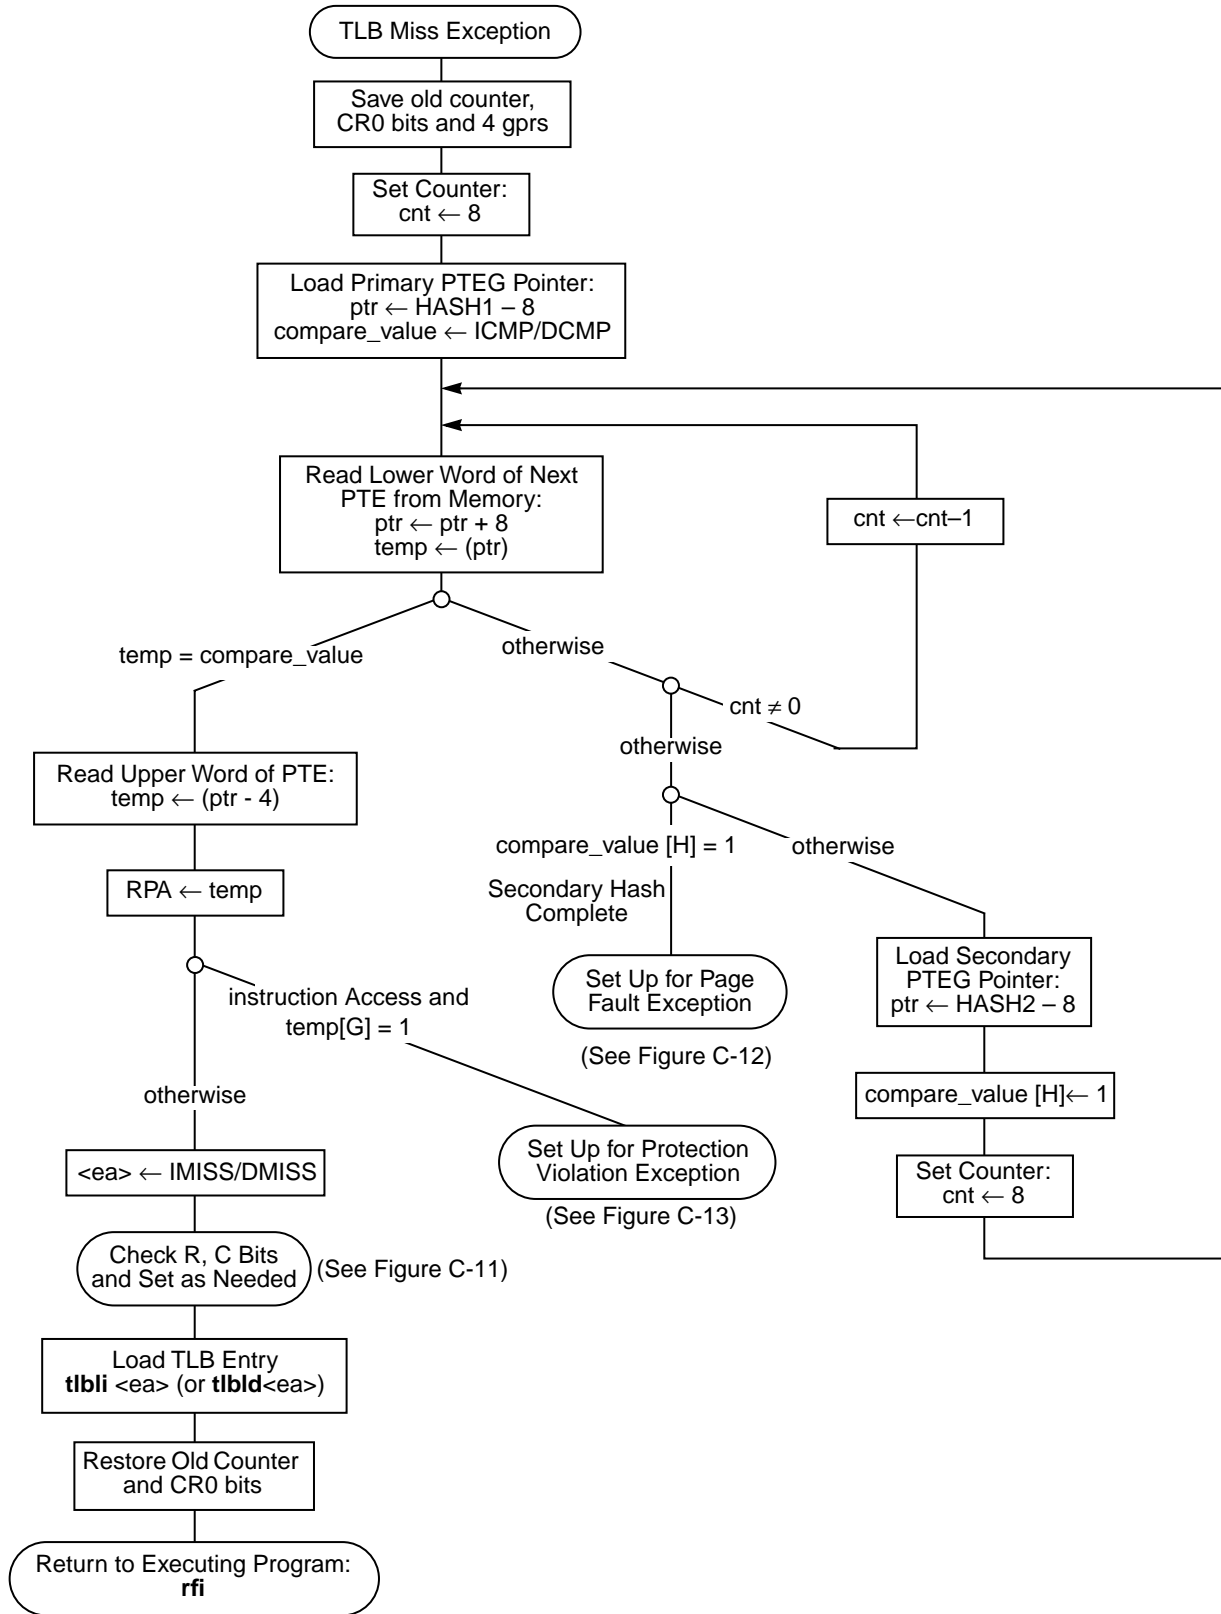 TLB Miss Exception
Save old counter,
CR0 bits and 4 gprs
Set Counter:
cnt ← 8
Load Primary PTEG Pointer:
ptr ← HASH1 – 8
compare_value ← ICMP/DCMP
Read Lower Word of Next
PTE from Memory:
ptr ← ptr + 8
temp ← (ptr)
cnt ←cnt–1
temp = compare_value
otherwise
cnt ≠ 0
otherwise
Read Upper Word of PTE:
temp ← (ptr - 4)
compare_value [H] = 1
otherwise
RPA ← temp
Secondary Hash
Complete
Load Secondary
PTEG Pointer:
ptr ← HASH2 – 8
Set Up for Page
Fault Exception
(See Figure C-12)
instruction Access and
temp[G] = 1
otherwise
compare_value [H]← 1
<ea> ← IMISS/DMISS
Set Up for Protection
Violation Exception
(See Figure C-13)
Set Counter:
cnt ← 8
Check R, C Bits
and Set as Needed
(See Figure C-11)
Load TLB Entry
tlbli <ea> (or tlbld<ea>)
Restore Old Counter
and CR0 bits
Return to Executing Program:
rfi